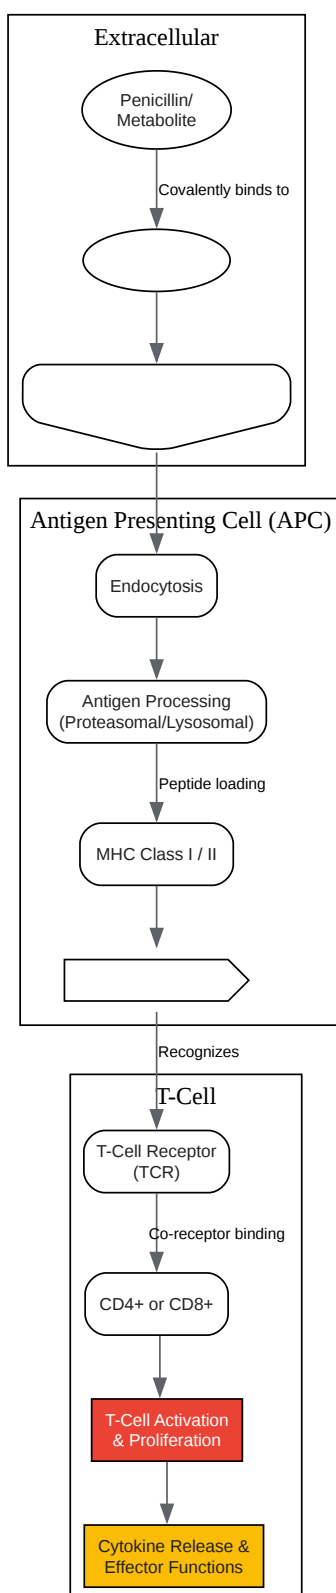 Extracellular
Penicillin/
Metabolite
Covalently binds to
Antigen Presenting Cell (APC)
Endocytosis
Antigen Processing
(Proteasomal/Lysosomal)
Peptide loading
MHC Class I / II
Recognizes
T-Cell
T-Cell Receptor
(TCR)
Co-receptor binding
CD4+ or CD8+
T-Cell Activation
& Proliferation
Cytokine Release &
Effector Functions